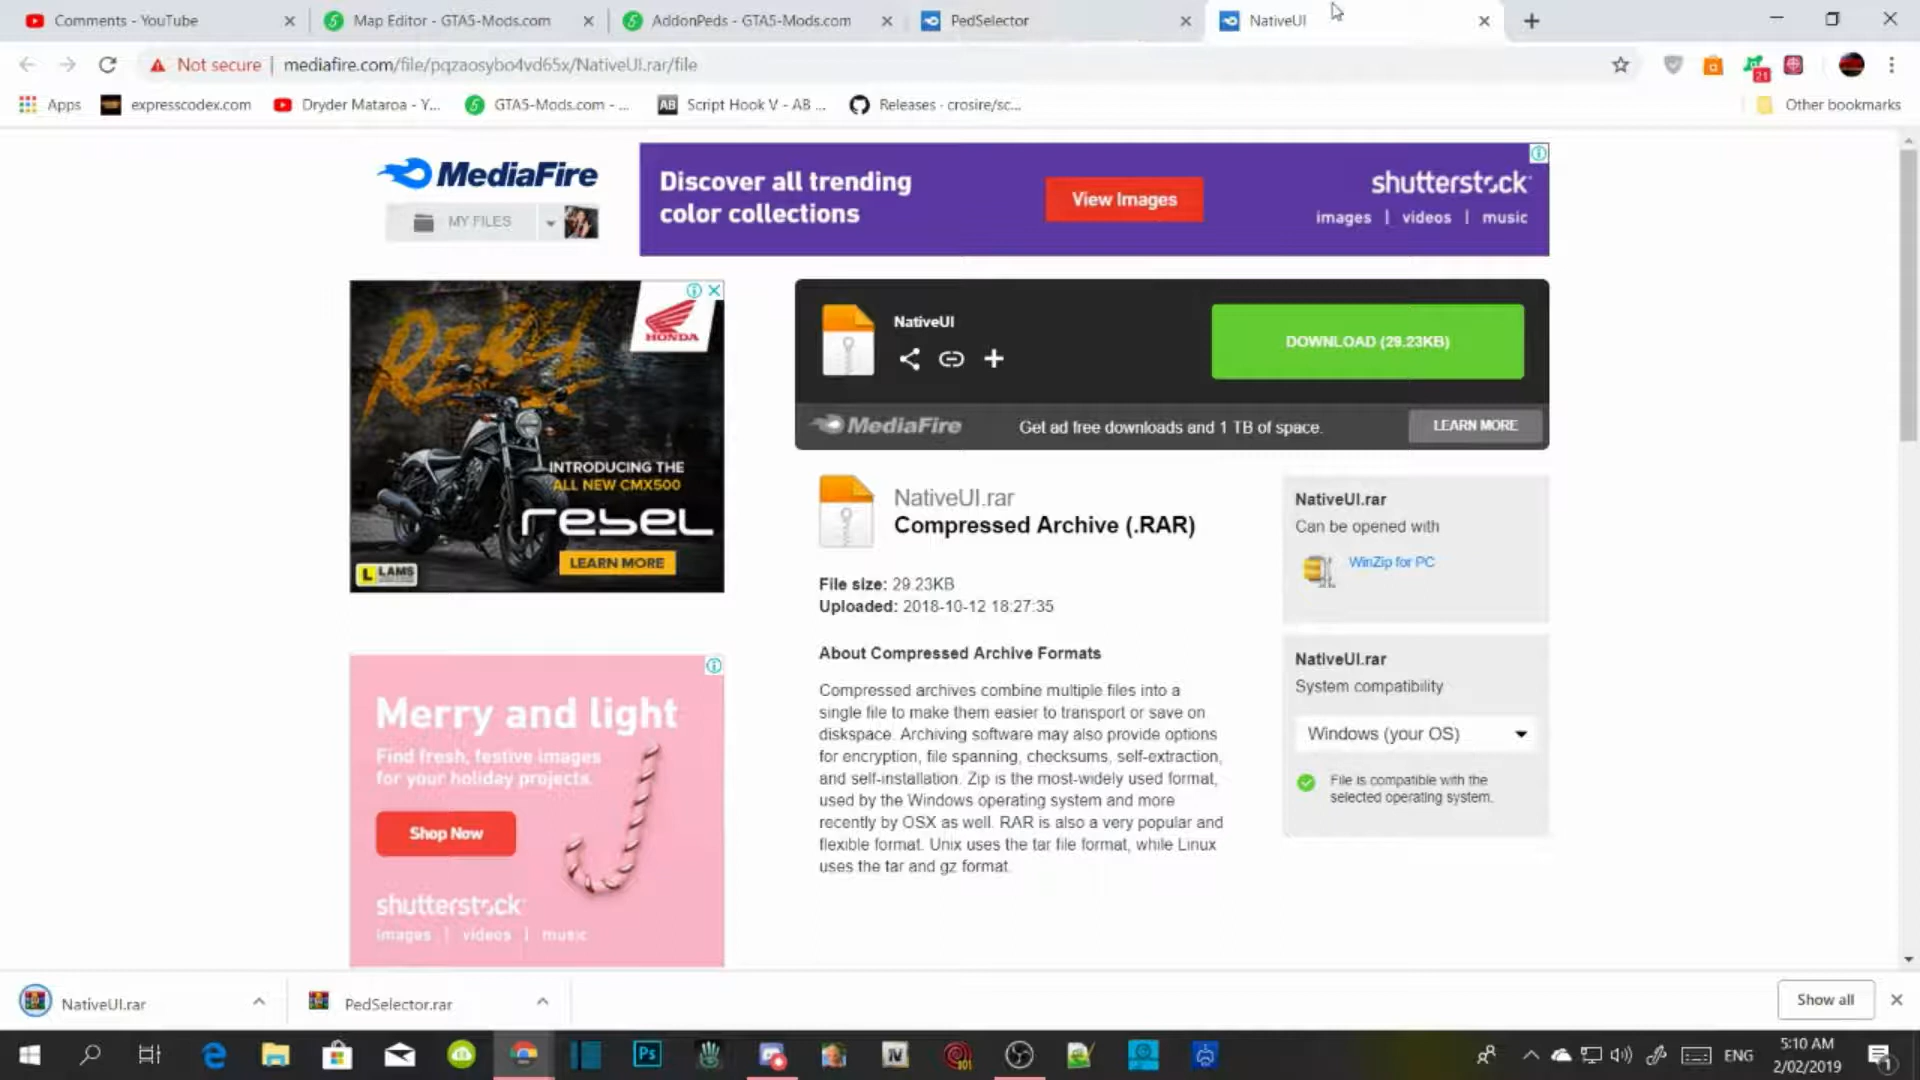 Comments - YouTube
Map Editor - GTA5-Mods.com
AddonPeds - GTA5-Mods.com
PedSelector
NativeUI
Not secure | mediafire.com/file/pqzaosybo4vd65x/NativeUI.rar/file
21
Apps
expresscodex.com
Dryder Mataroa - Y...
GTA5-Mods.com - ...
AB
Script Hook V - AB ...
Releases · crosire/sc...
Other bookmarks
MediaFire
MY FILES
Discover all trending
color collections
View Images
shutterstock
images | videos | music
REBEL
HONDA
INTRODUCING THE
ALL NEW CMX500
rebel
LEARN MORE
L LAMS
NativeUI
DOWNLOAD (29.23KB)
MediaFire
Get ad free downloads and 1 TB of space.
LEARN MORE
NativeUI.rar
Compressed Archive (.RAR)
File size: 29.23KB
Uploaded: 2018-10-12 18:27:35
About Compressed Archive Formats
Compressed archives combine multiple files into a
single file to make them easier to transport or save on
diskspace. Archiving software may also provide options
for encryption, file spanning, checksums, self-extraction,
and self-installation. Zip is the most-widely used format,
used by the Windows operating system and more
recently by OSX as well. RAR is also a very popular and
flexible format. Unix uses the tar file format, while Linux
uses the tar and gz format.
NativeUI.rar
Can be opened with
WinZip for PC
NativeUI.rar
System compatibility
Windows (your OS)
File is compatible with the
selected operating system.
Merry and light
Find fresh, festive images
for your holiday projects.
Shop Now
shutterstock
images | videos | music
NativeUI.rar
PedSelector.rar
Show all
Ps
IV
101
ENG
5:10 AM
2/02/2019
1